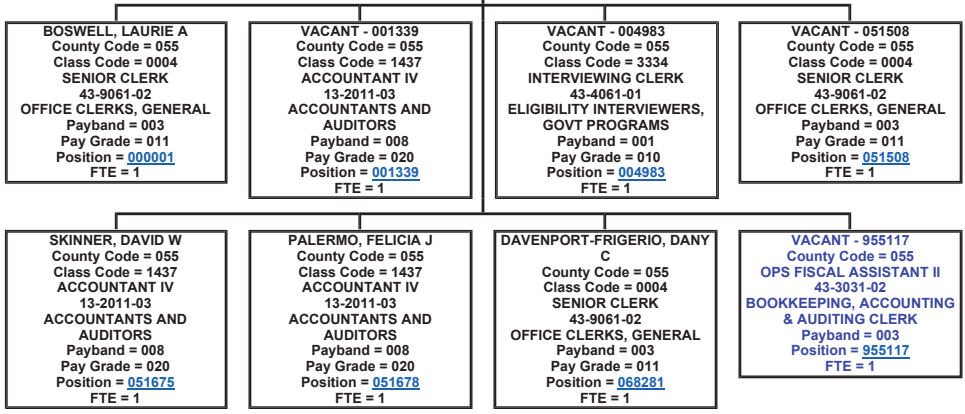 BOSWELL, LAURIE A
County Code = 055
Class Code = 0004
SENIOR CLERK
43-9061-02
OFFICE CLERKS, GENERAL
Payband = 003
Pay Grade = 011
Position = 000001
FTE = 1
VACANT - 001339
County Code = 055
Class Code = 1437
ACCOUNTANT IV
13-2011-03
ACCOUNTANTS AND
AUDITORS
Payband = 008
Pay Grade = 020
Position = 001339
FTE = 1
VACANT - 004983
County Code = 055
Class Code = 3334
INTERVIEWING CLERK
43-4061-01
ELIGIBILITY INTERVIEWERS,
GOVT PROGRAMS
Payband = 001
Pay Grade = 010
Position = 004983
FTE = 1
VACANT - 051508
County Code = 055
Class Code = 0004
SENIOR CLERK
43-9061-02
OFFICE CLERKS, GENERAL
Payband = 003
Pay Grade = 011
Position = 051508
FTE = 1
SKINNER, DAVID W
County Code = 055
Class Code = 1437
ACCOUNTANT IV
13-2011-03
ACCOUNTANTS AND
AUDITORS
Payband = 008
Pay Grade = 020
Position = 051675
FTE = 1
PALERMO, FELICIA J
County Code = 055
Class Code = 1437
ACCOUNTANT IV
13-2011-03
ACCOUNTANTS AND
AUDITORS
Payband = 008
Pay Grade = 020
Position = 051678
FTE = 1
DAVENPORT-FRIGERIO, DANY
C
County Code = 055
Class Code = 0004
SENIOR CLERK
43-9061-02
OFFICE CLERKS, GENERAL
Payband = 003
Pay Grade = 011
Position = 068281
FTE = 1
VACANT - 955117
County Code = 055
OPS FISCAL ASSISTANT II
43-3031-02
BOOKKEEPING, ACCOUNTING
& AUDITING CLERK
Payband = 003
Position = 955117
FTE = 1